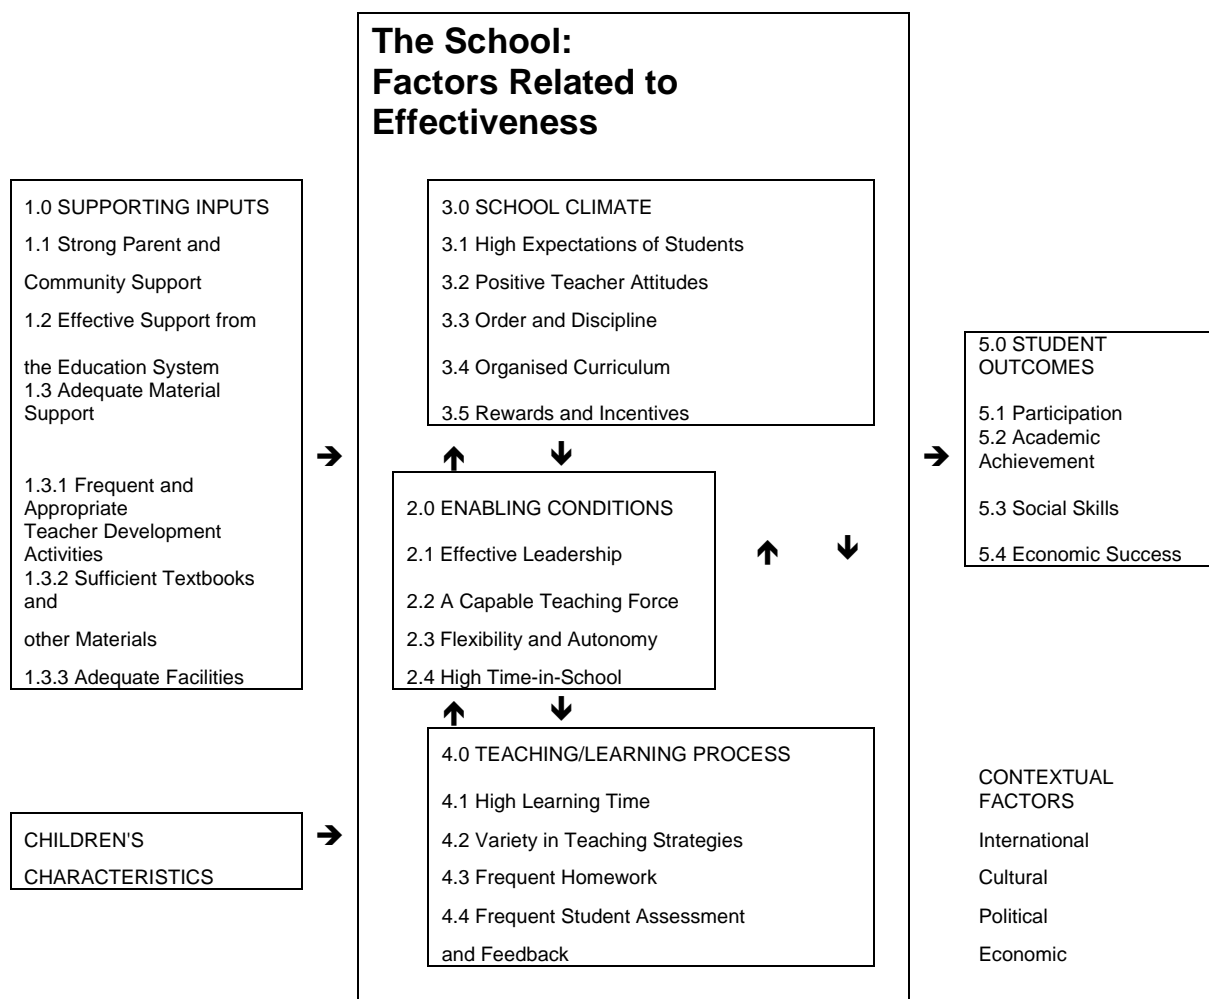 The School:
Factors Related to
Effectiveness
1.0 SUPPORTING INPUTS
1.1 Strong Parent and
Community Support
1.2 Effective Support from
the Education System
1.3 Adequate Material
Support
1.3.1 Frequent and
Appropriate
Teacher Development
Activities
1.3.2 Sufficient Textbooks
and
other Materials
1.3.3 Adequate Facilities
CHILDREN'S
CHARACTERISTICS
3.0 SCHOOL CLIMATE
3.1 High Expectations of Students
3.2 Positive Teacher Attitudes
3.3 Order and Discipline
3.4 Organised Curriculum
3.5 Rewards and Incentives
2.0 ENABLING CONDITIONS
2.1 Effective Leadership
2.2 A Capable Teaching Force
2.3 Flexibility and Autonomy
2.4 High Time-in-School
4.0 TEACHING/LEARNING PROCESS
4.1 High Learning Time
4.2 Variety in Teaching Strategies
4.3 Frequent Homework
4.4 Frequent Student Assessment
and Feedback
5.0 STUDENT
OUTCOMES
5.1 Participation
5.2 Academic
Achievement
5.3 Social Skills
5.4 Economic Success
CONTEXTUAL
FACTORS
International
Cultural
Political
Economic